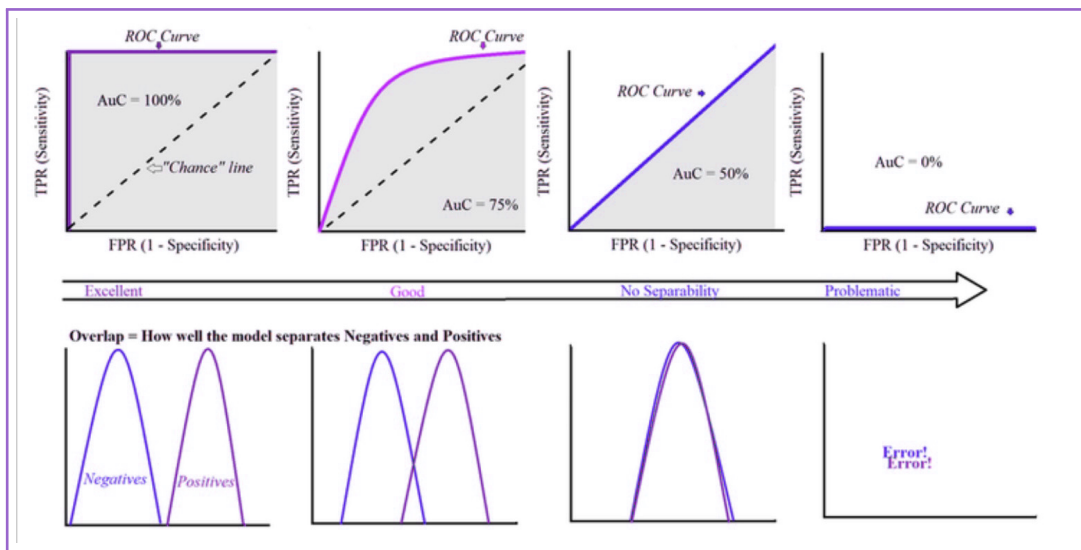 ROC Curve
TPR (Sensitivity)
AuC = 100%
"Chance" line
FPR (1 - Specificity)
ROC Curve
TPR (Sensitivity)
AuC = 75%
FPR (1 - Specificity)
ROC Curve
TPR (Sensitivity)
AuC = 50%
FPR (1 - Specificity)
TPR (Sensitivity)
AuC = 0%
ROC Curve
FPR (1 - Specificity)
Excellent
Good
No Separability
Problematic
Overlap = How well the model separates Negatives and Positives
Negatives
Positives
Error!
Error!